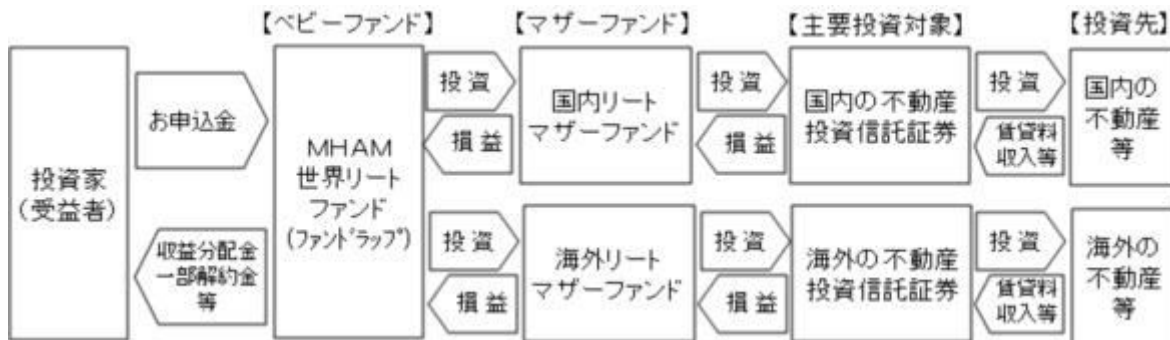 【ベビーファンド】
【マザーファンド】
【主要投資対象】
【投資先】
投資家
（受益者）
お申込金
収益分配金
一部解約金
等
MHAM
世界リート
ファンド
(ファンドラップ)
投資
損益
投資
損益
国内リート
マザーファンド
海外リート
マザーファンド
投資
損益
投資
損益
国内の不動産
投資信託証券
海外の不動産
投資信託証券
投資
賃貸料
収入等
投資
賃貸料
収入等
国内の
不動産
等
海外の
不動産
等